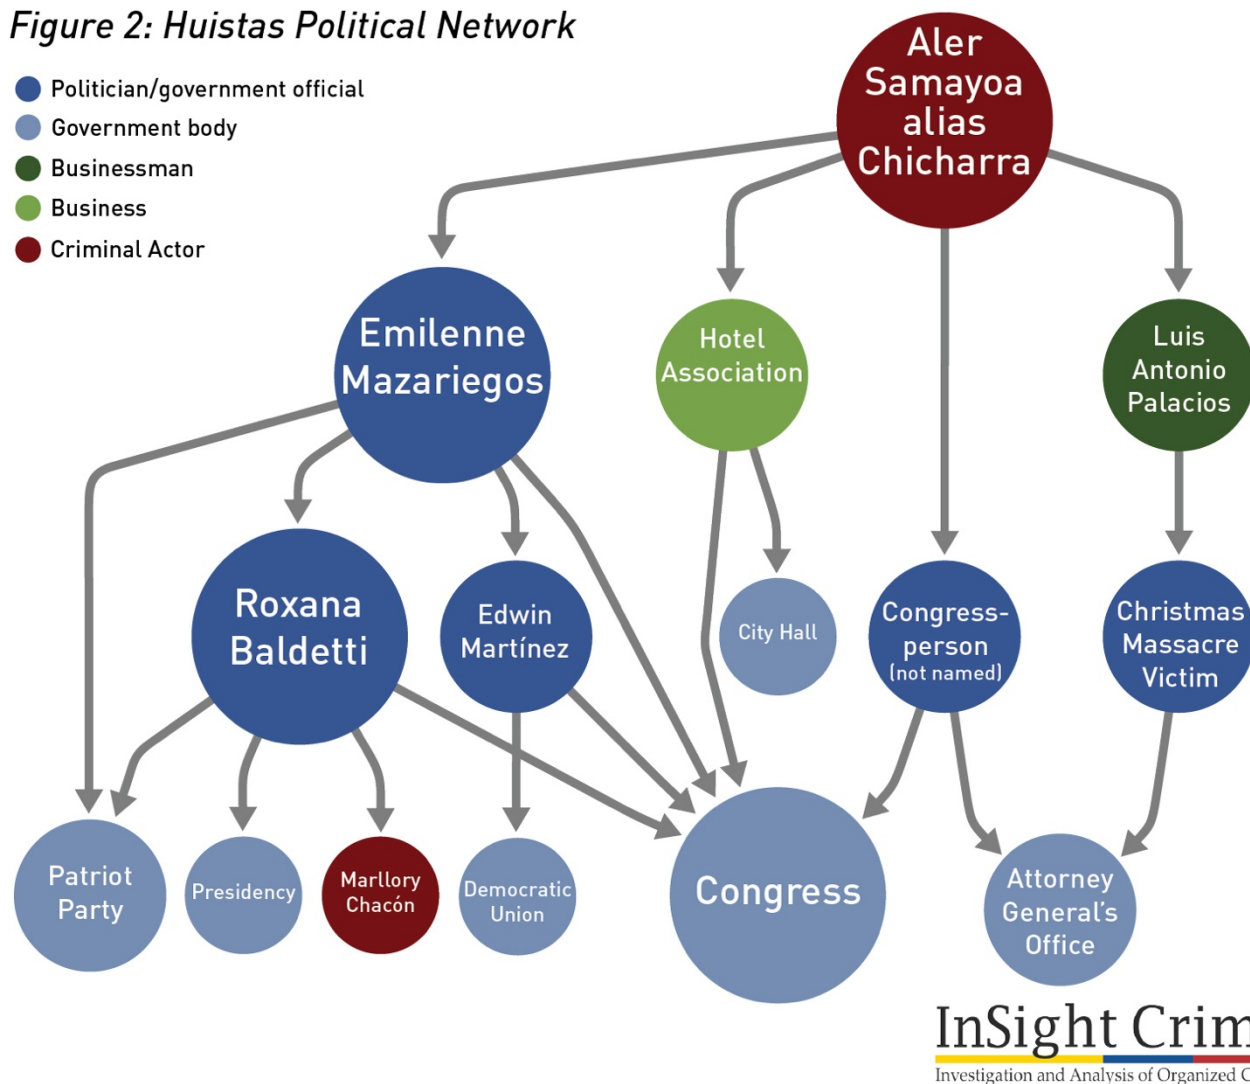 Figure 2: Huistas Political Network
Politician/government official
Government body
Businessman
Business
Criminal Actor
Aler
Samayoa
alias
Chicharra
Emilenne
Mazariegos
Hotel
Association
Luis
Antonio
Palacios
Roxana
Baldetti
Edwin
Martínez
City Hall
Congress-
person
(not named)
Christmas
Massacre
Victim
Patriot
Party
Presidency
Marllory
Chacón
Democratic
Union
Congress
Attorney
General's
Office
InSight Crim
Investigation and Analysis of Organized C